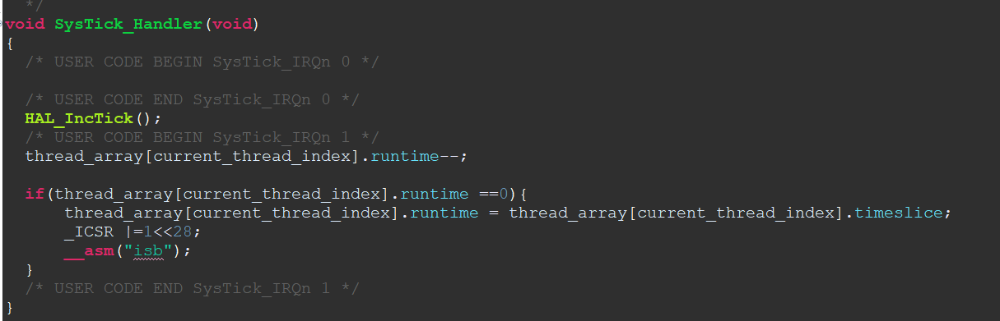 */
void SysTick_Handler(void)
{
/* USER CODE BEGIN SysTick_IRQn 0 */
/* USER CODE END SysTick_IRQn 0 */
HAL_IncTick();
/* USER CODE BEGIN SysTick_IRQn 1 */
thread_array[current_thread_index].runtime--;
if(thread_array[current_thread_index].runtime ==0){
thread_array[current_thread_index].runtime = thread_array[current_thread_index].timeslice;
_ICSR |=1<<28;
__asm("isb");
}
/* USER CODE END SysTick_IRQn 1 */
}